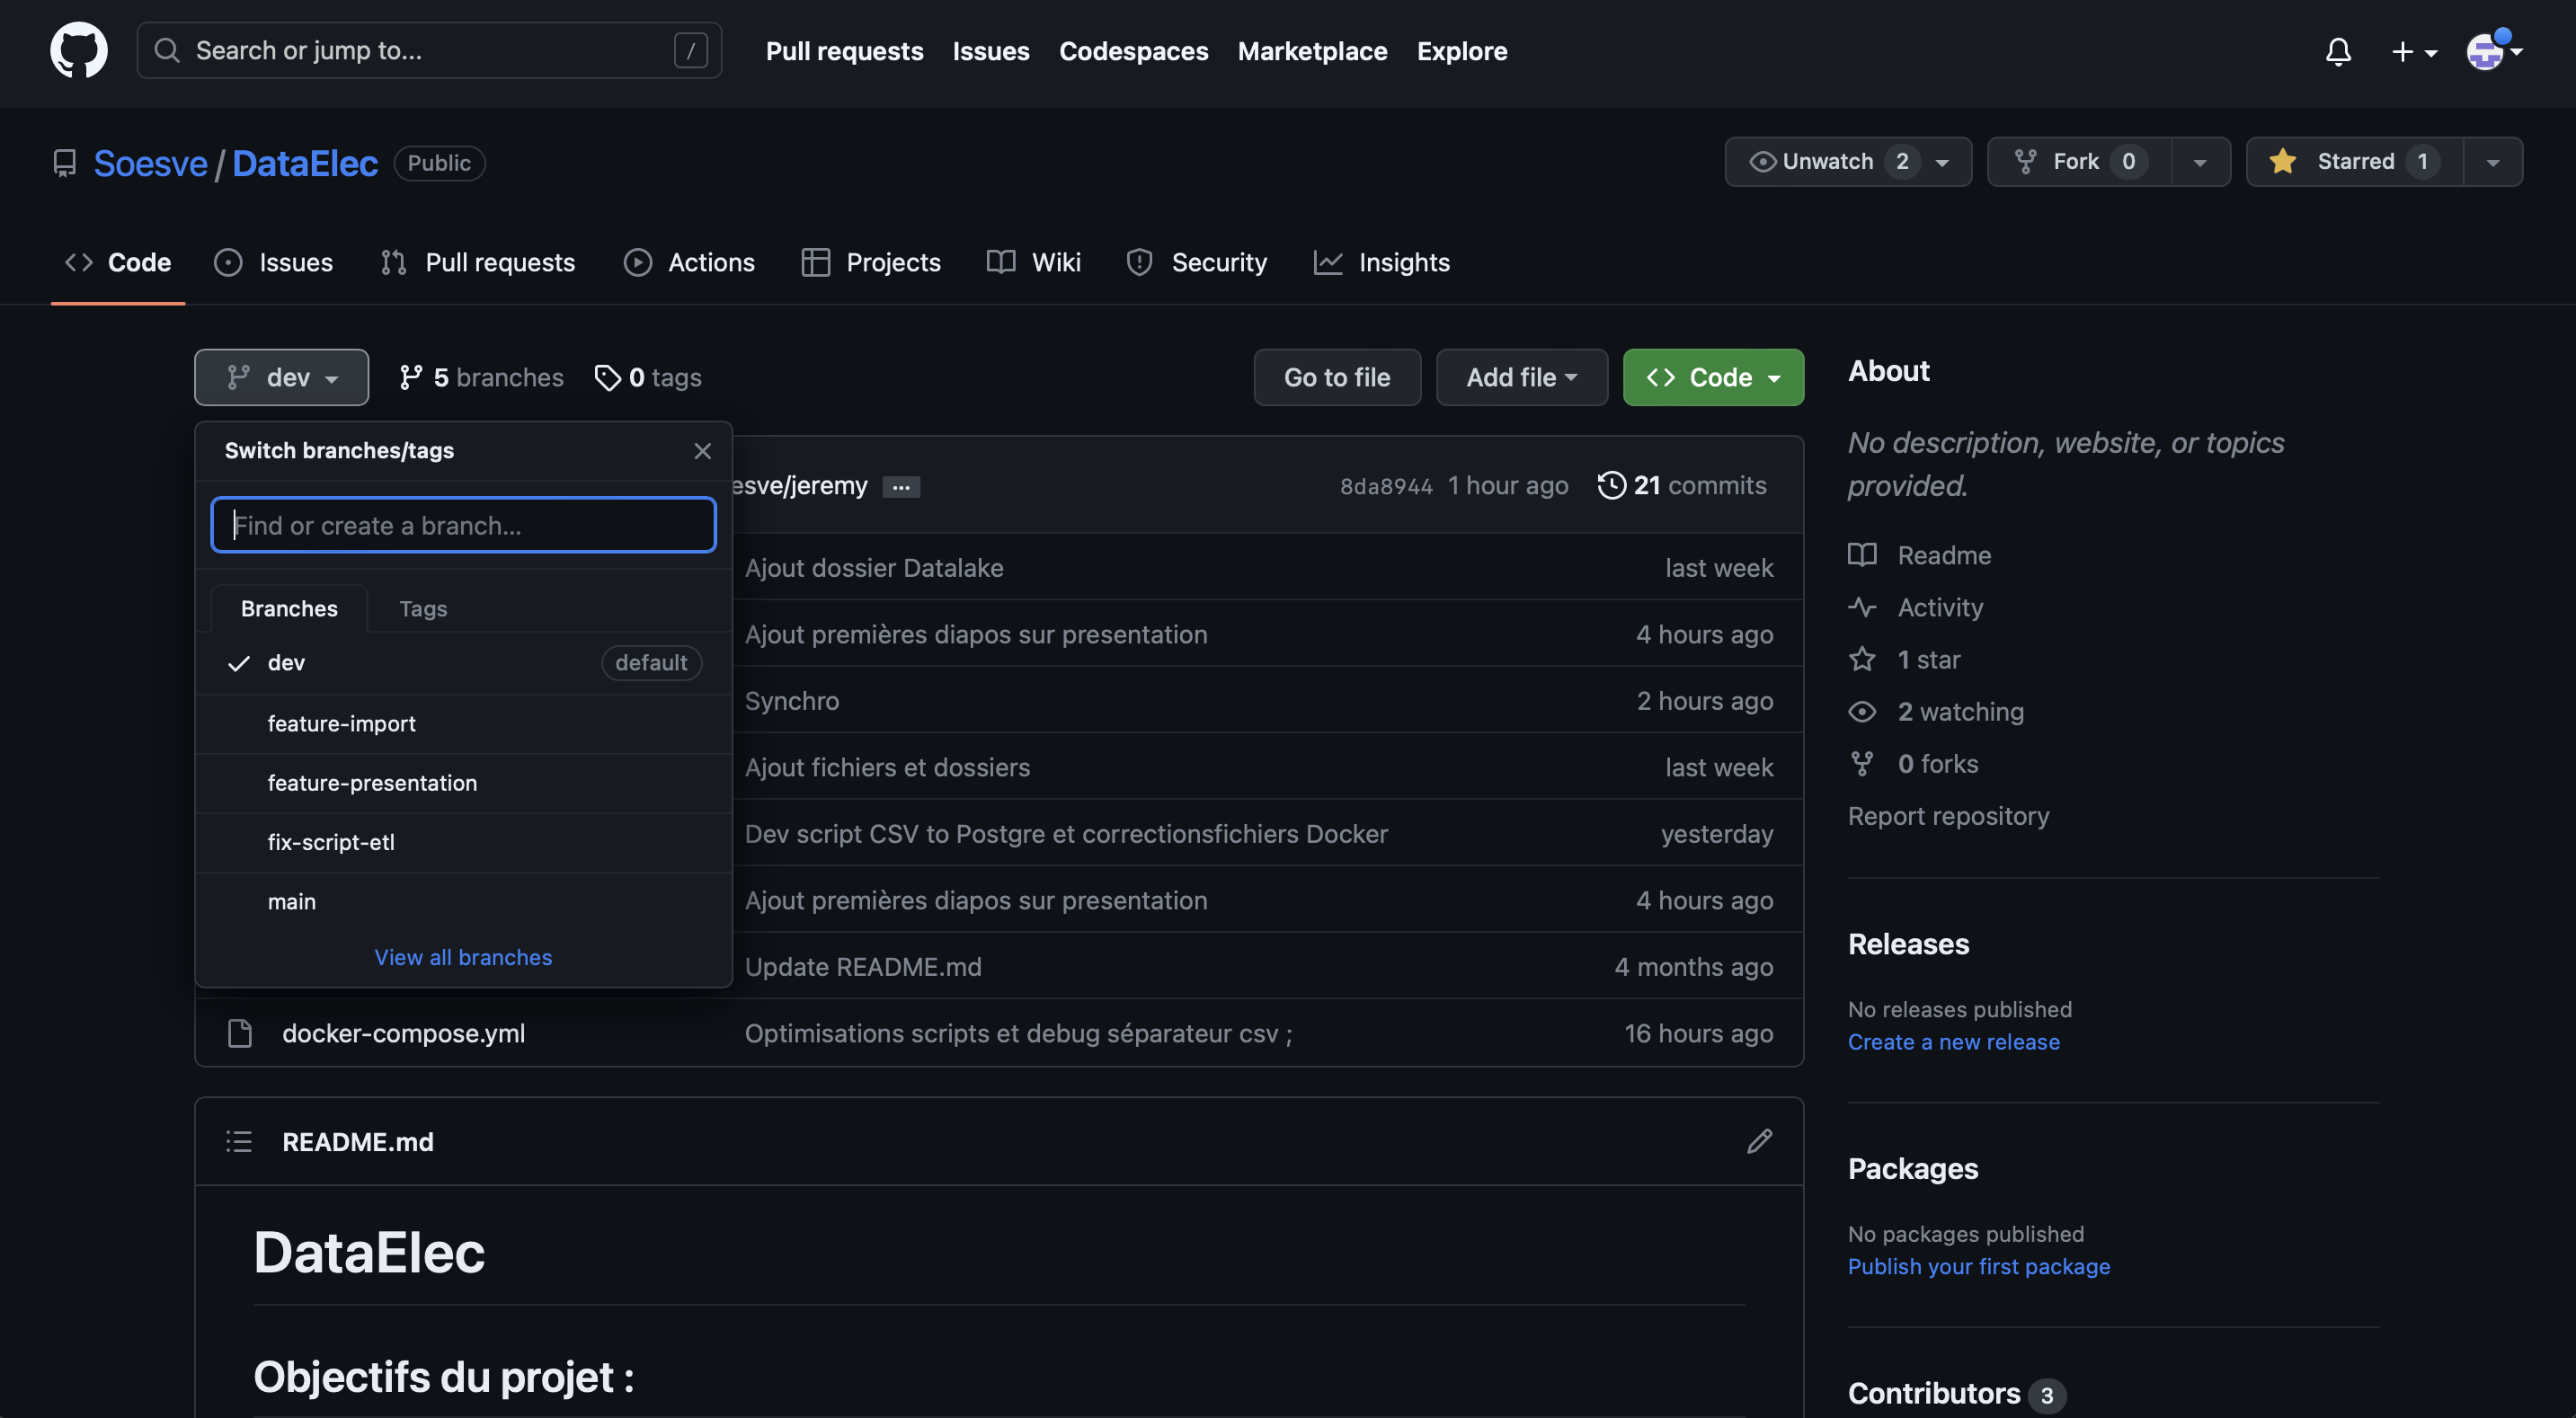 Search or jump to... /
Pull requests Issues Codespaces Marketplace Explore
Soesve / DataElec Public
Unwatch 2 Fork 0 Starred 1
Code Issues Pull requests Actions Projects Wiki Security Insights
dev 5 branches 0 tags
Go to file Add file Code
Switch branches/tags
Find or create a branch...
Branches Tags
dev default
feature-import
feature-presentation
fix-script-etl
main
View all branches
esve/jeremy ... 8da8944 1 hour ago 21 commits
Ajout dossier Datalake last week
Ajout premières diapos sur presentation 4 hours ago
Synchro 2 hours ago
Ajout fichiers et dossiers last week
Dev script CSV to Postgre et correctionsfichiers Docker yesterday
Ajout premières diapos sur presentation 4 hours ago
Update README.md 4 months ago
docker-compose.yml Optimisations scripts et debug séparateur csv ; 16 hours ago
README.md
DataElec
Objectifs du projet :
About
No description, website, or topics
provided.
Readme
Activity
1 star
2 watching
0 forks
Report repository
Releases
No releases published
Create a new release
Packages
No packages published
Publish your first package
Contributors 3